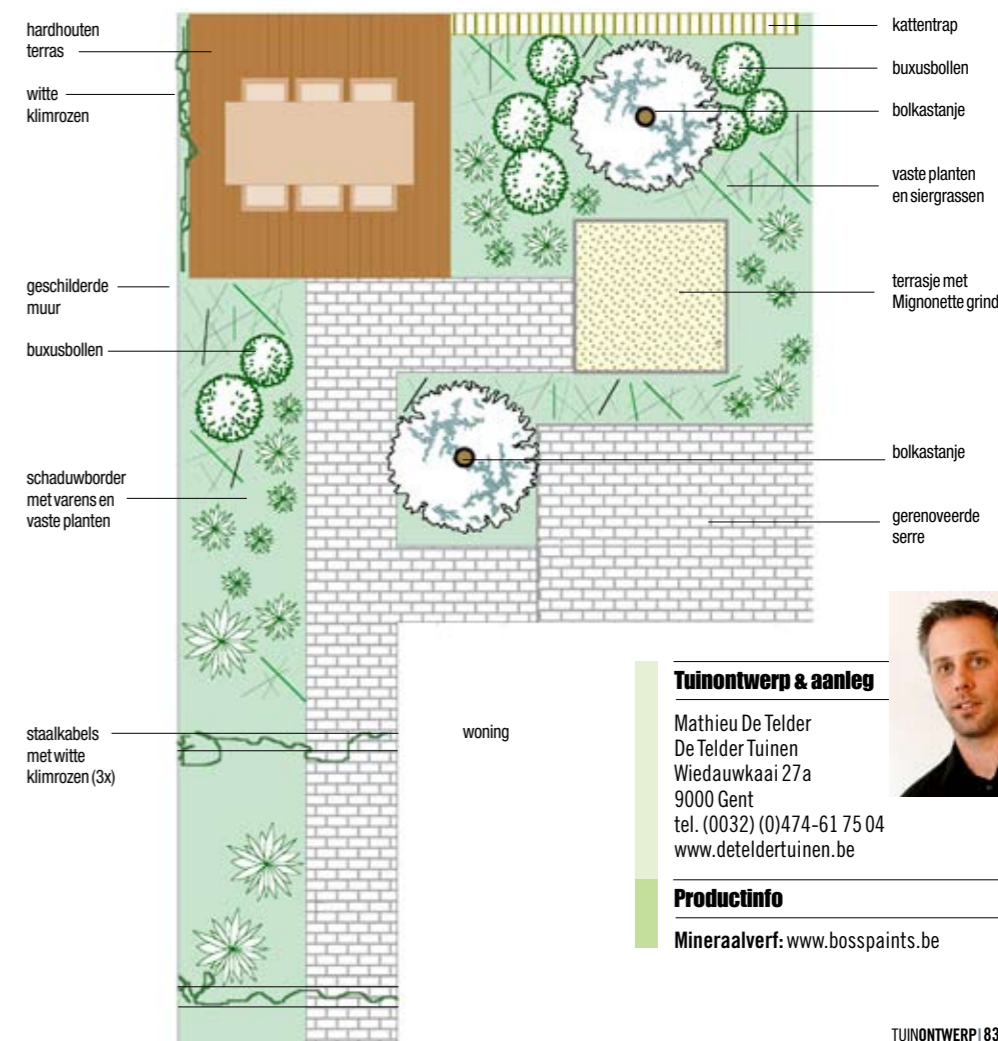 hardhouten
terras
witte
klimrozen
geschilderde
muur
buxusbollen
schaduwborder
met varens en
vaste planten
staalkabels
met witte
klimrozen (3x)
kattentrap
buxusbollen
bolkastanje
vaste planten
en siergrassen
terrasje met
Mignonette grind
bolkastanje
gerenoveerde
serre
woning
Tuinontwerp & aanleg
Mathieu De Telder
De Telder Tuinen
Wiedauwkaai 27a
9000 Gent
tel. (0032) (0)474-61 75 04
www.deteldertuinen.be
Productinfo
Mineraalverf: www.bosspaints.be
TUINONTWERP | 83